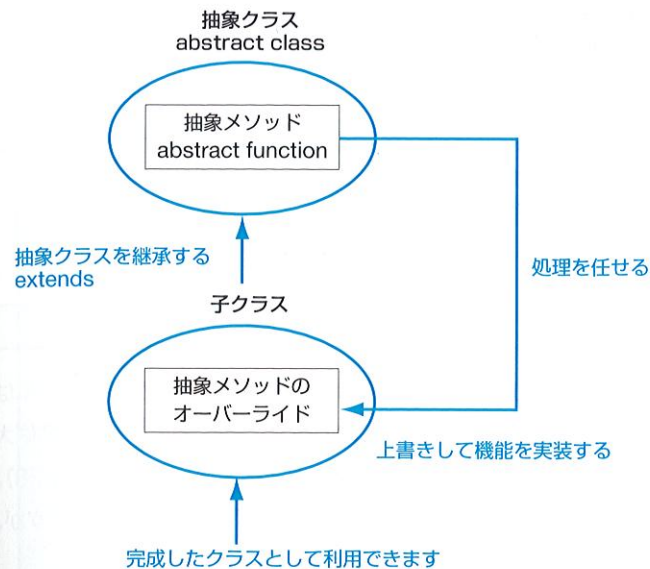 抽象クラス
abstract class
抽象メソッド
abstract function
抽象クラスを継承する
extends
処理を任せる
子クラス
抽象メソッドの
オーバーライド
上書きして機能を実装する
完成したクラスとして利用できます